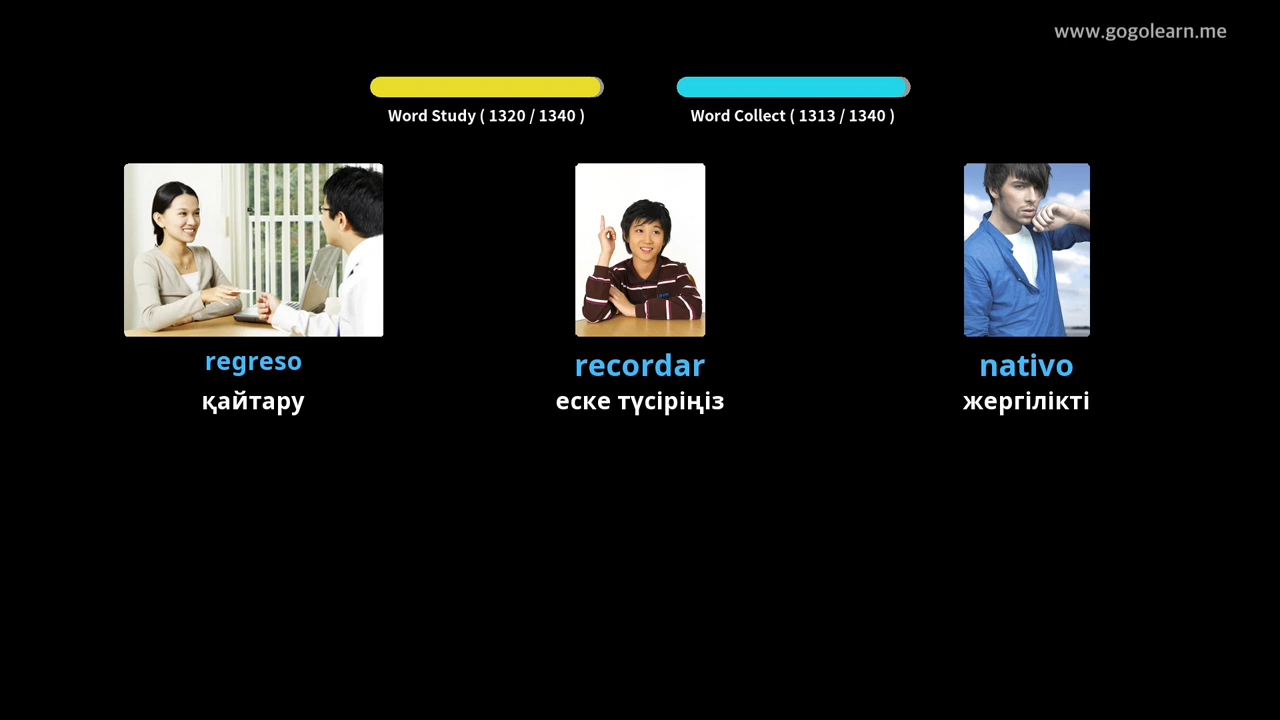 www.gogolearn.me
Word Study ( 1320 / 1340 )
Word Collect ( 1313 / 1340 )
regreso
қайтару
recordar
еске түсіріңіз
nativo
жергілікті